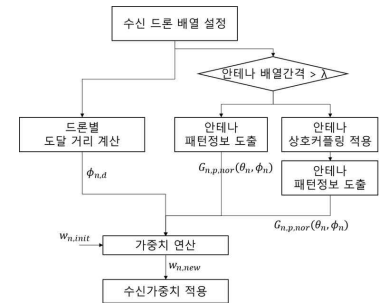 수신 드론 배열 설정
안테나 배열간격 > λ
드론별
도달 거리 계산
안테나
패턴정보 도출
안테나
상호커플링 적용
안테나
패턴정보 도출
ϕₙ,d
Gₙ,ₚ,ₙₒᵣ(θₙ, ϕₙ)
Gₙ,ₚ,ₙₒᵣ(θₙ, ϕₙ)
wₙ,init
가중치 연산
wₙ,new
수신가중치 적용